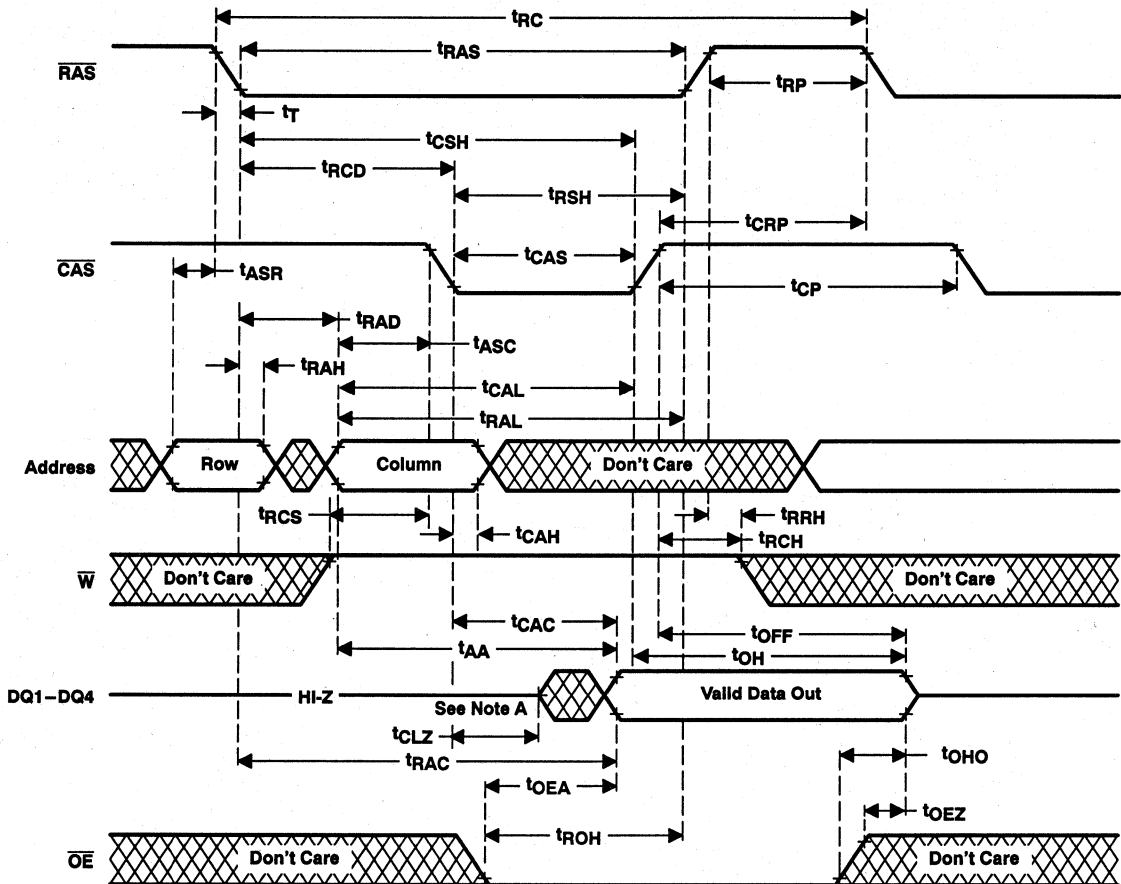 tRC
tRAS
RAS
tRP
tT
tCSH
tRCD
tRSH
tCRP
CAS
tASR
tCAS
tCP
tRAD
tASC
tRAH
tCAL
tRAL
Address
Row
Column
Don't Care
tRCS
tRRH
tCAH
tRCH
W
Don't Care
Don't Care
tCAC
tOFF
tAA
tOH
DQ1–DQ4
HI-Z
Valid Data Out
See Note A
tCLZ
tOHO
tRAC
tOEA
tOEZ
tROH
OE
Don't Care
Don't Care